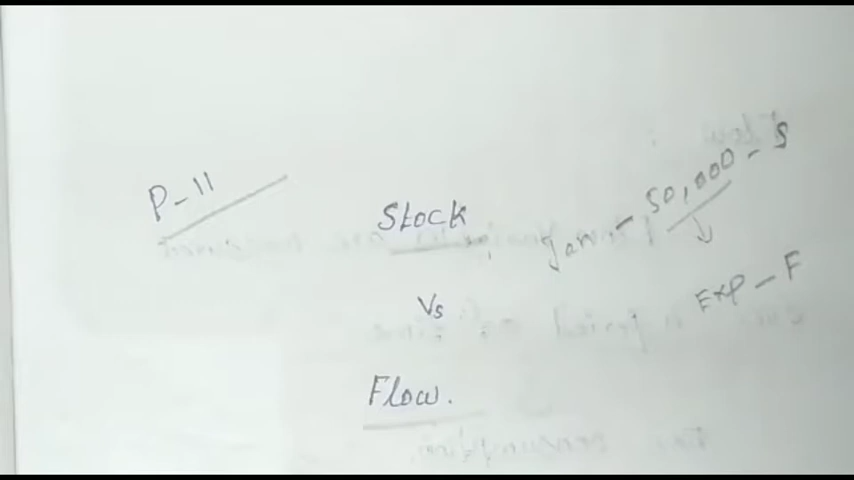 P-11
Stock
Vs
Flow.
Jan. - 50,000 - S
↓
Exp - F